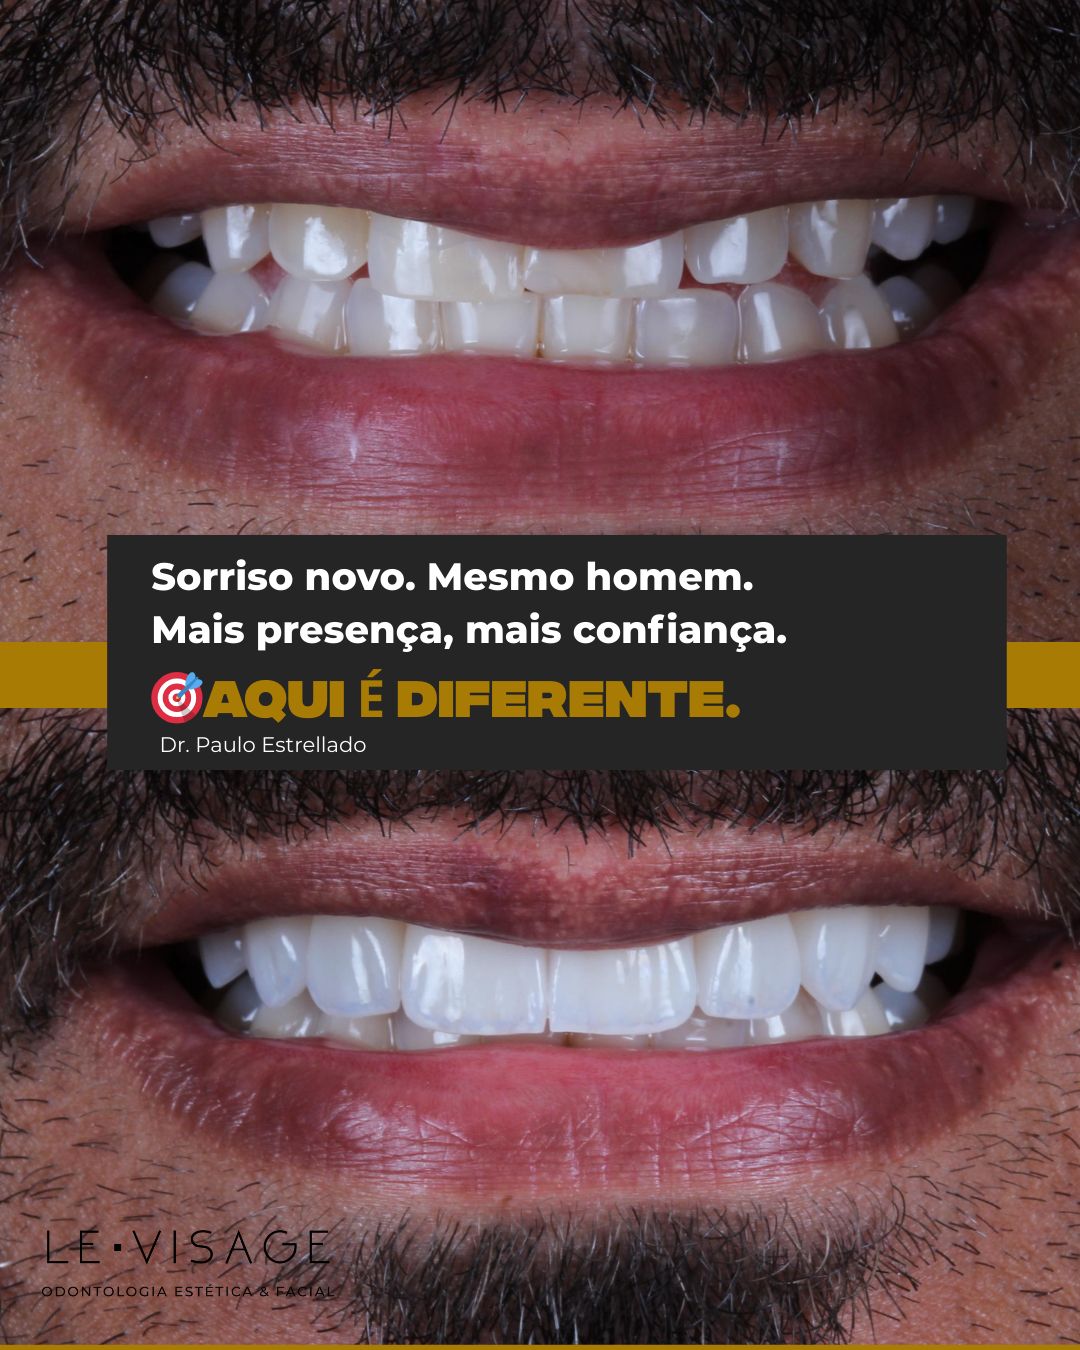 Sorriso novo. Mesmo homem.
Mais presença, mais confiança.
🎯AQUI É DIFERENTE.
Dr. Paulo Estrellado
LE·VISAGE
ODONTOLOGIA ESTÉTICA & FACIAL